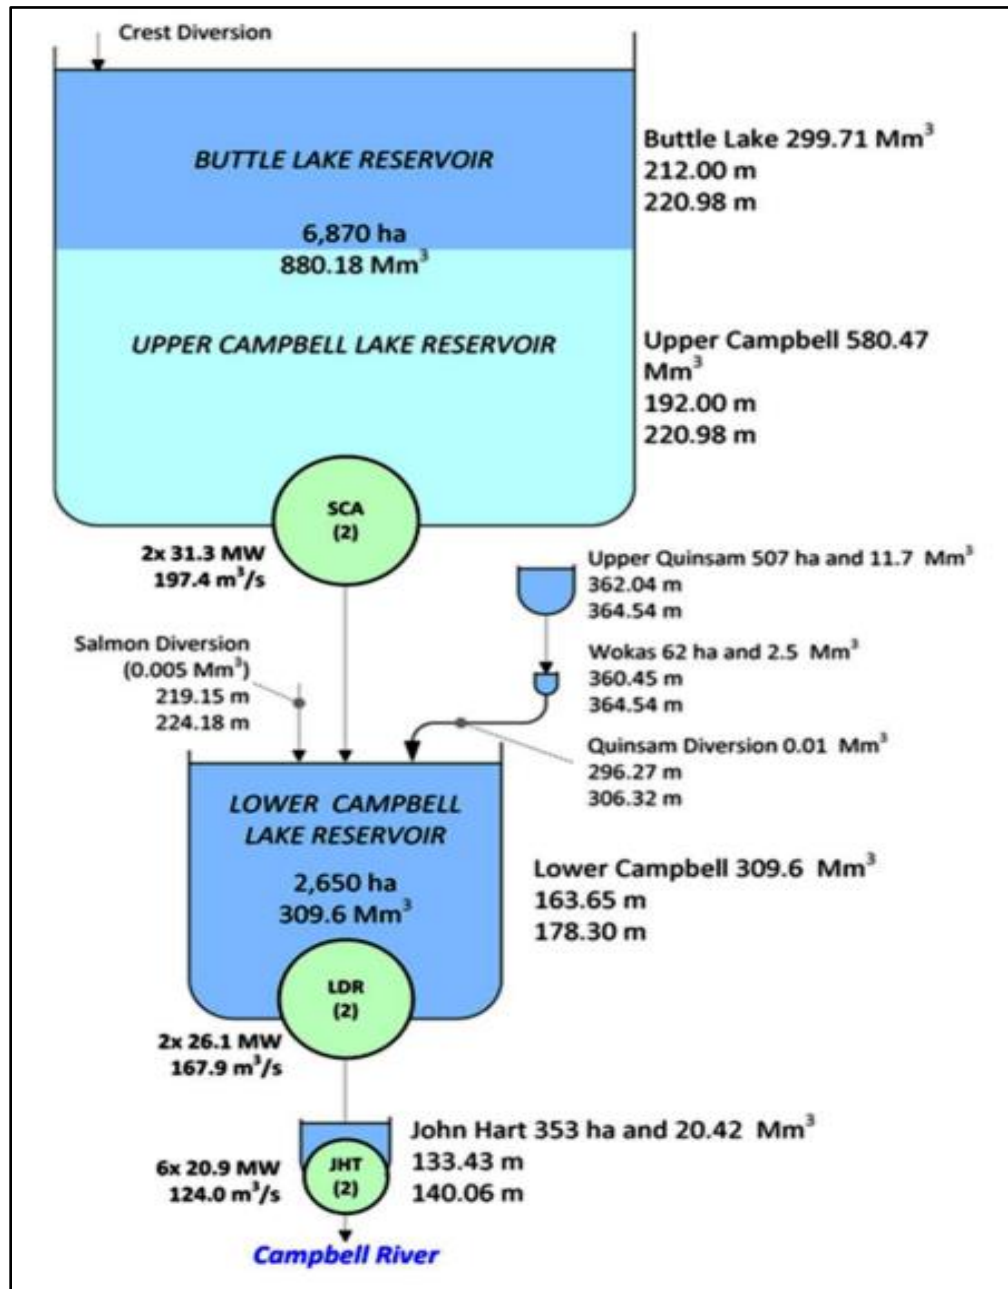 Crest Diversion
BUTTLE LAKE RESERVOIR
6,870 ha
880.18 Mm³
Buttle Lake 299.71 Mm³
212.00 m
220.98 m
UPPER CAMPBELL LAKE RESERVOIR
Upper Campbell 580.47
Mm³
192.00 m
220.98 m
SCA
(2)
2x 31.3 MW
197.4 m³/s
Upper Quinsam 507 ha and 11.7 Mm³
362.04 m
364.54 m
Salmon Diversion
(0.005 Mm³)
219.15 m
224.18 m
Wokas 62 ha and 2.5 Mm³
360.45 m
364.54 m
Quinsam Diversion 0.01 Mm³
296.27 m
306.32 m
LOWER CAMPBELL
LAKE RESERVOIR
2,650 ha
309.6 Mm³
Lower Campbell 309.6 Mm³
163.65 m
178.30 m
LDR
(2)
2x 26.1 MW
167.9 m³/s
John Hart 353 ha and 20.42 Mm³
133.43 m
140.06 m
JHT
(2)
6x 20.9 MW
124.0 m³/s
Campbell River